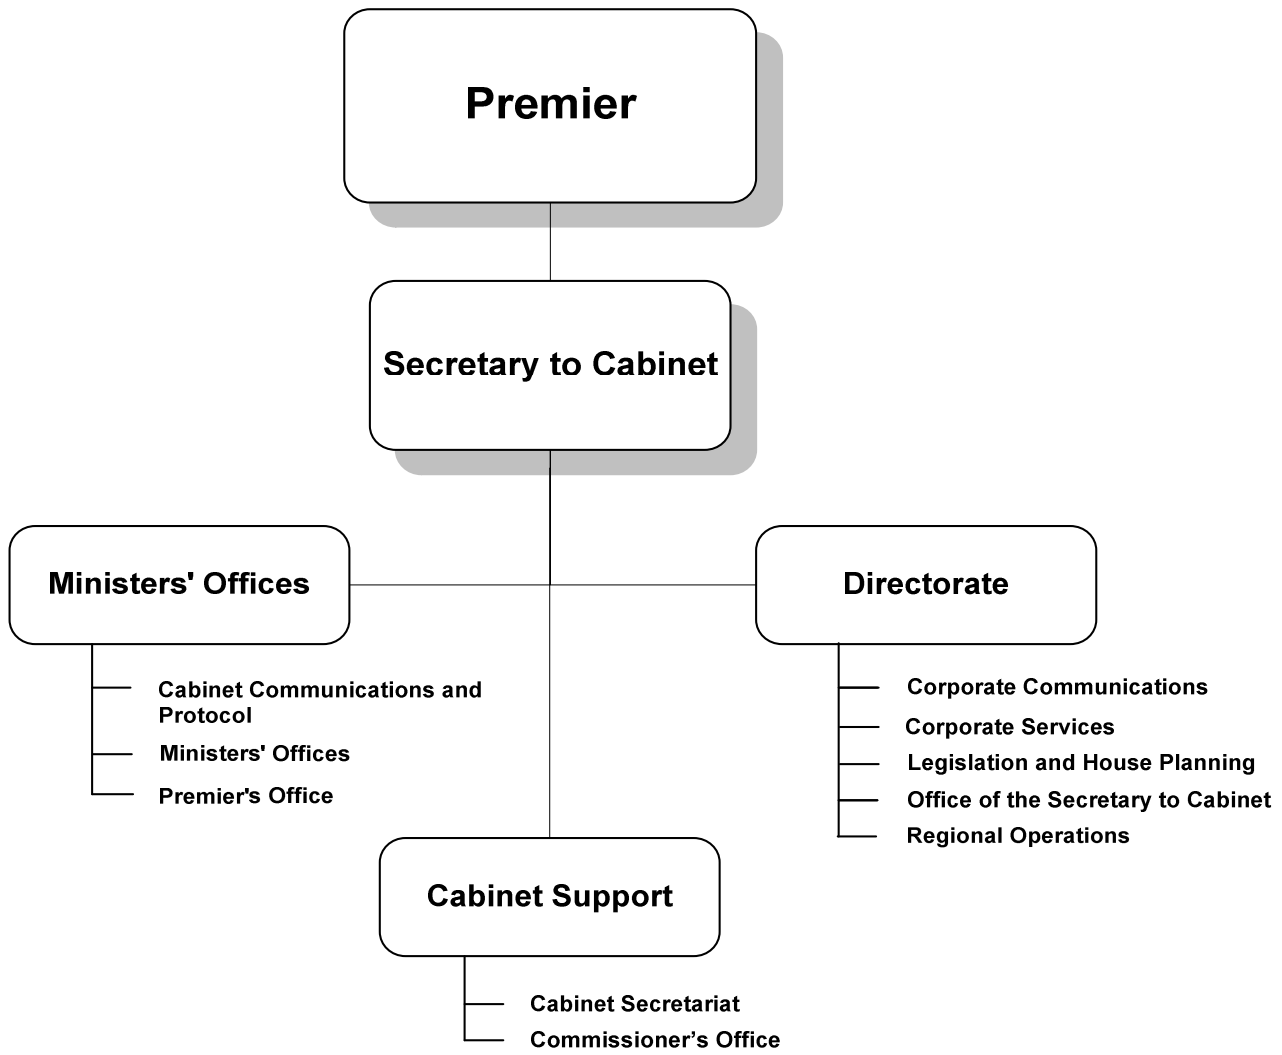 Premier
Secretary to Cabinet
Ministers' Offices
Cabinet Communications and
Protocol
Ministers' Offices
Premier's Office
Directorate
Corporate Communications
Corporate Services
Legislation and House Planning
Office of the Secretary to Cabinet
Regional Operations
Cabinet Support
Cabinet Secretariat
Commissioner’s Office